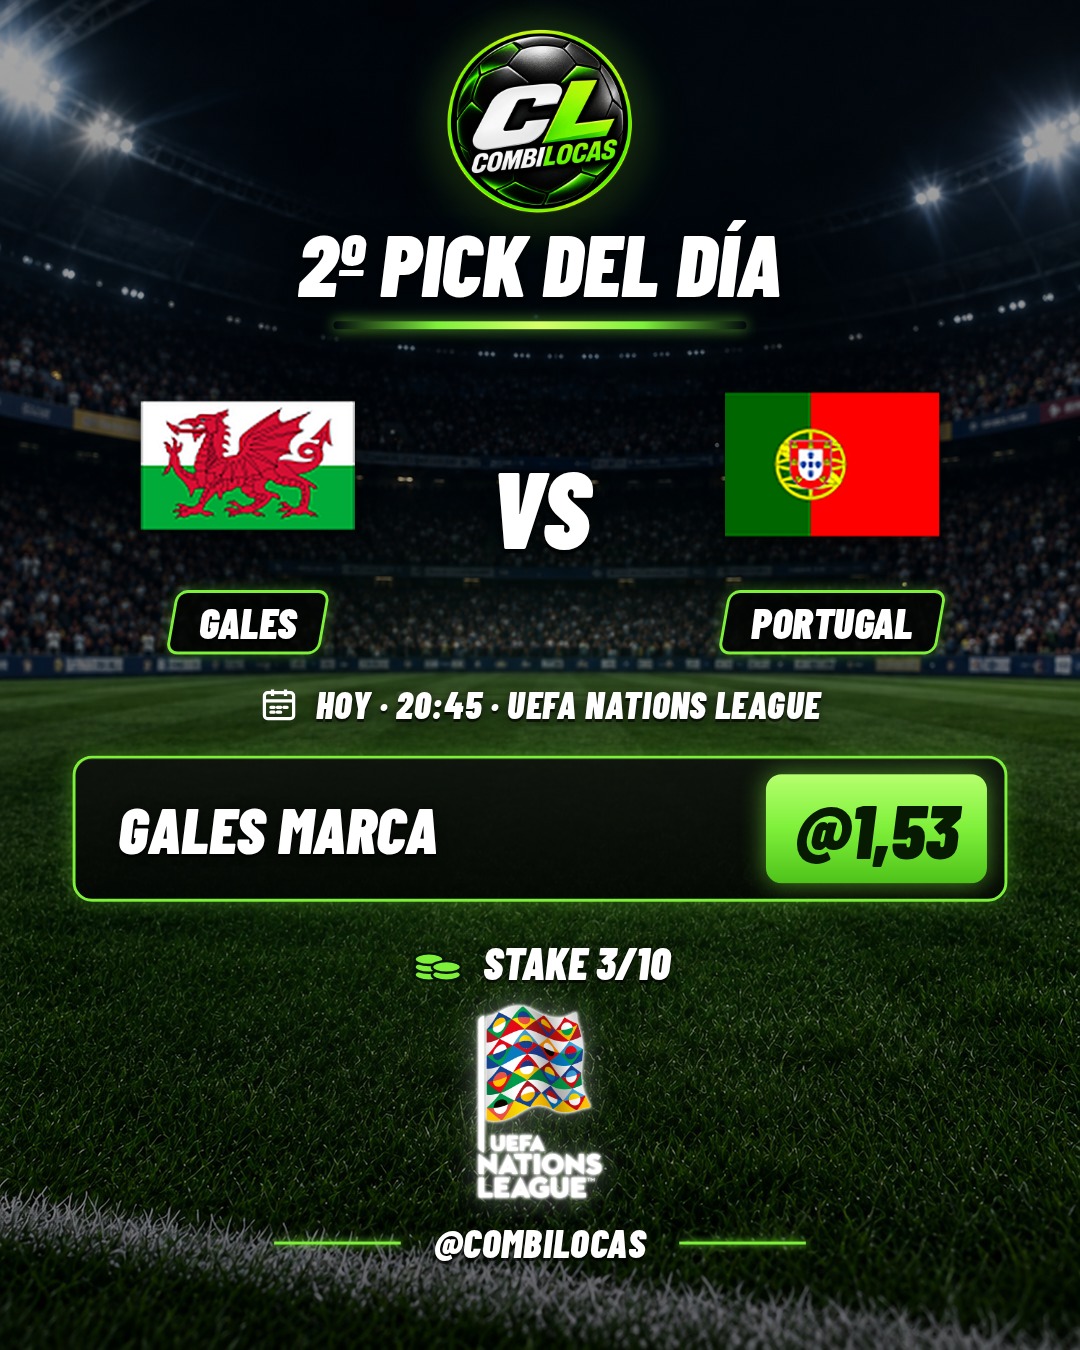 CL
COMBILOCAS
2º PICK DEL DÍA
VS
GALES
PORTUGAL
HOY · 20:45 · UEFA NATIONS LEAGUE
GALES MARCA
@1,53
STAKE 3/10
UEFA
NATIONS
LEAGUE™
@COMBILOCAS